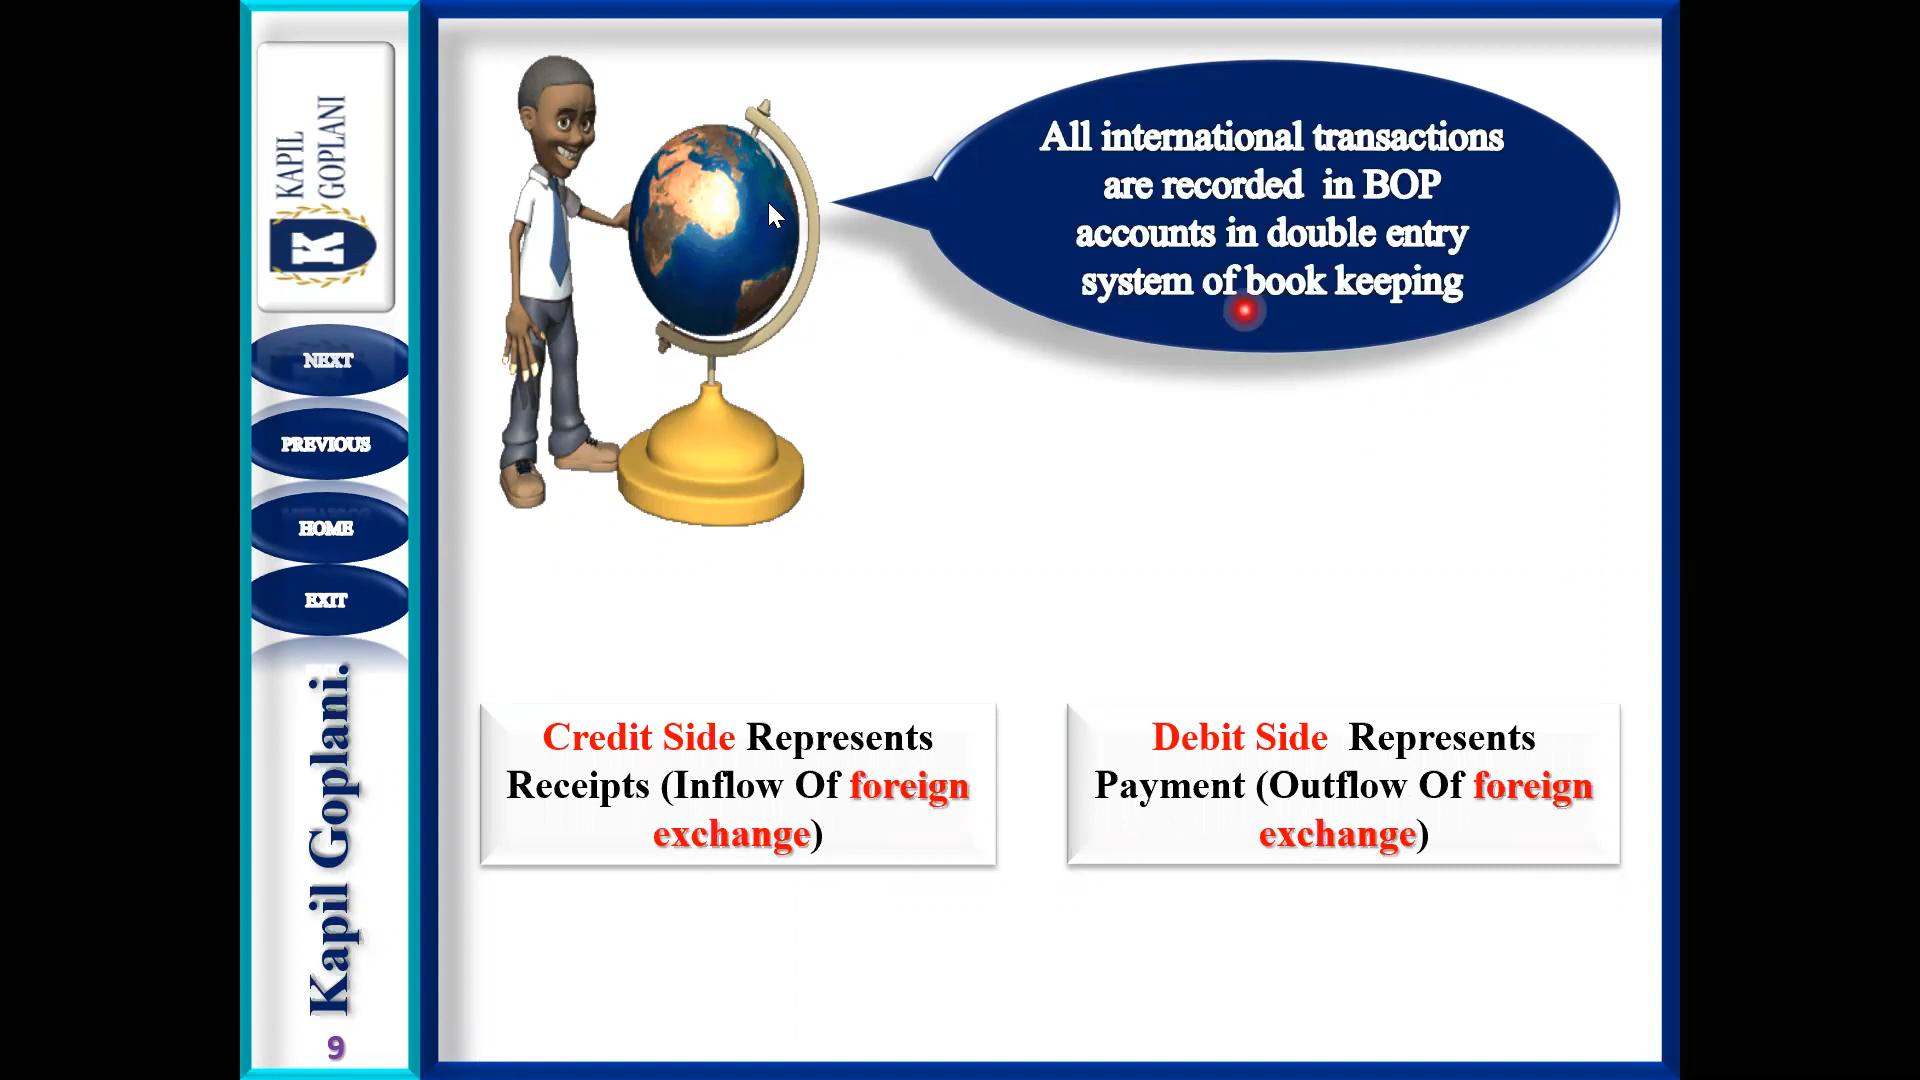 KAPIL
GOPLANI
K
NEXT
PREVIOUS
HOME
EXIT
Kapil Goplani.
9
All international transactions
are recorded in BOP
accounts in double entry
system of book keeping
Credit Side Represents
Receipts (Inflow Of foreign
exchange)
Debit Side Represents
Payment (Outflow Of foreign
exchange)